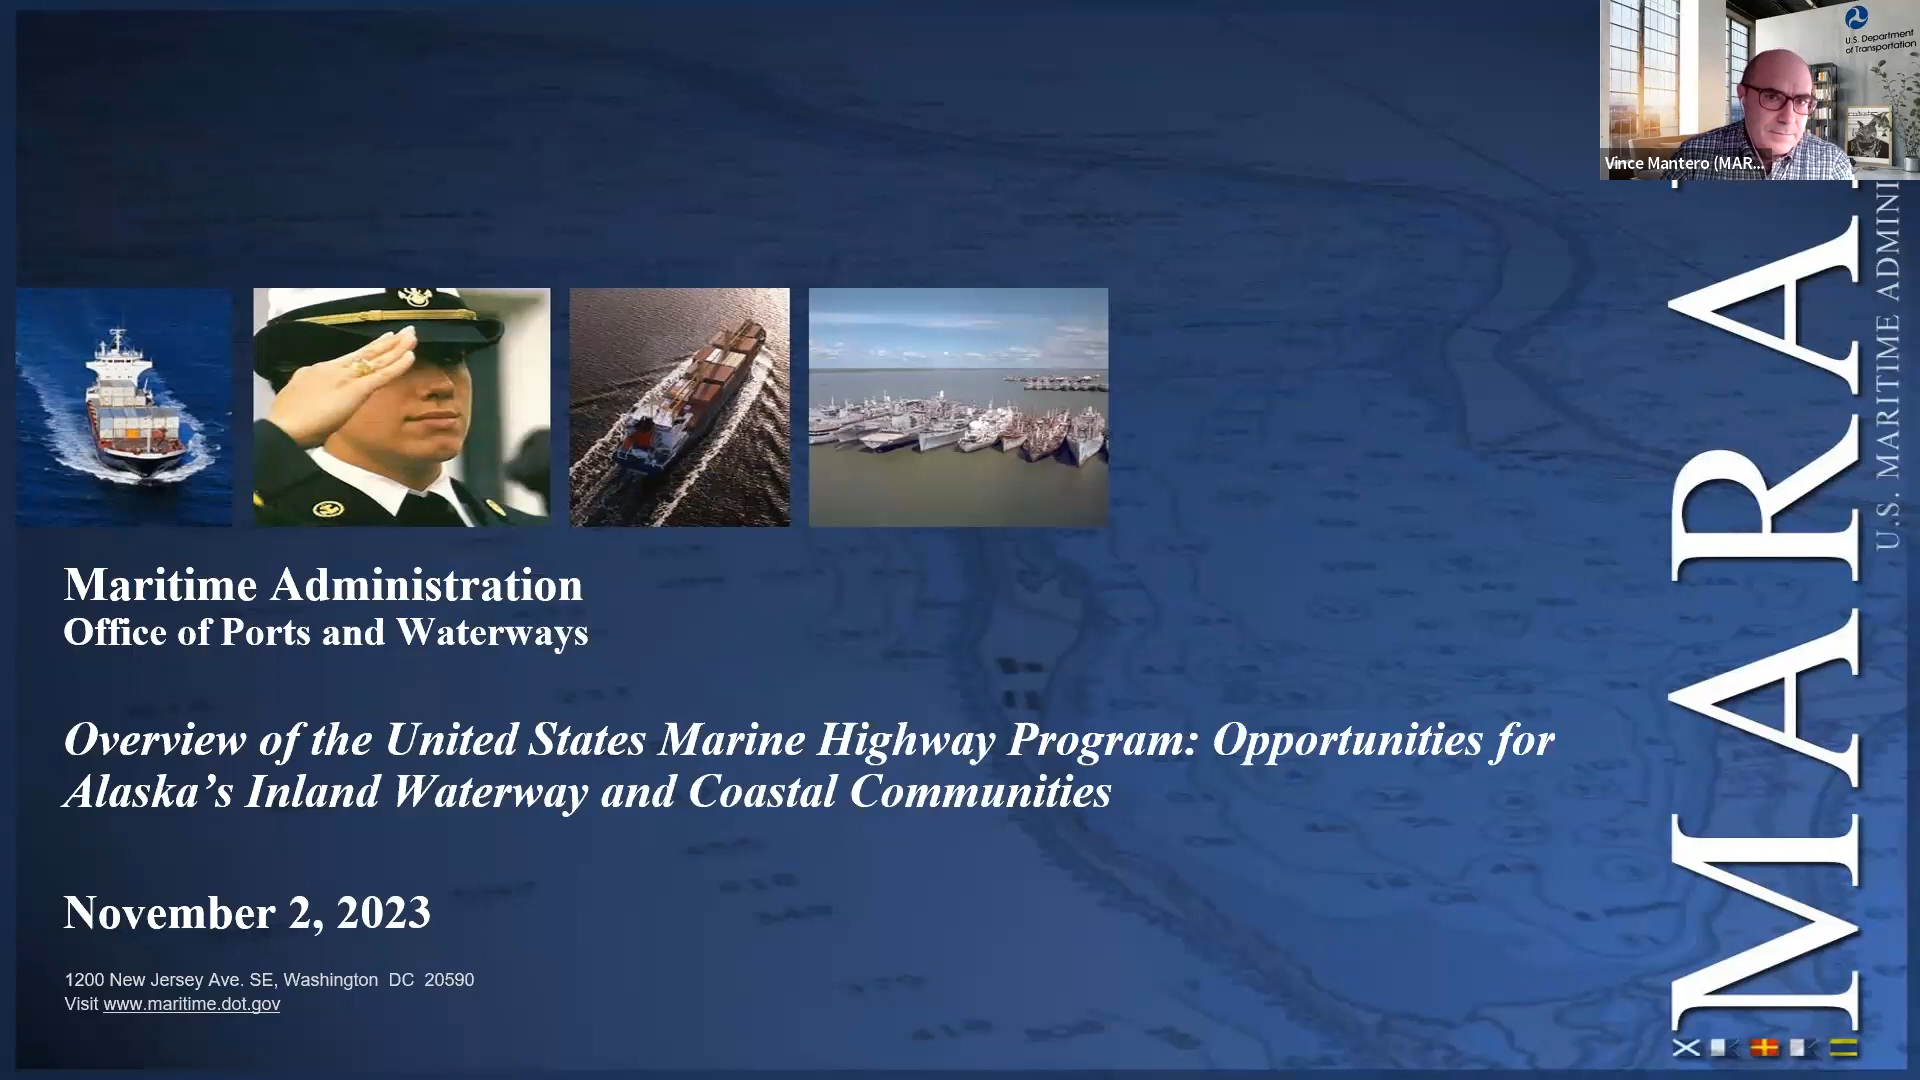 U.S. Department
of Transportation
Vince Mantero (MAR...
Maritime Administration
Office of Ports and Waterways
Overview of the United States Marine Highway Program: Opportunities for
Alaska’s Inland Waterway and Coastal Communities
November 2, 2023
1200 New Jersey Ave. SE, Washington DC 20590
Visit www.maritime.dot.gov
MARA
U.S. MARITIME ADMINI